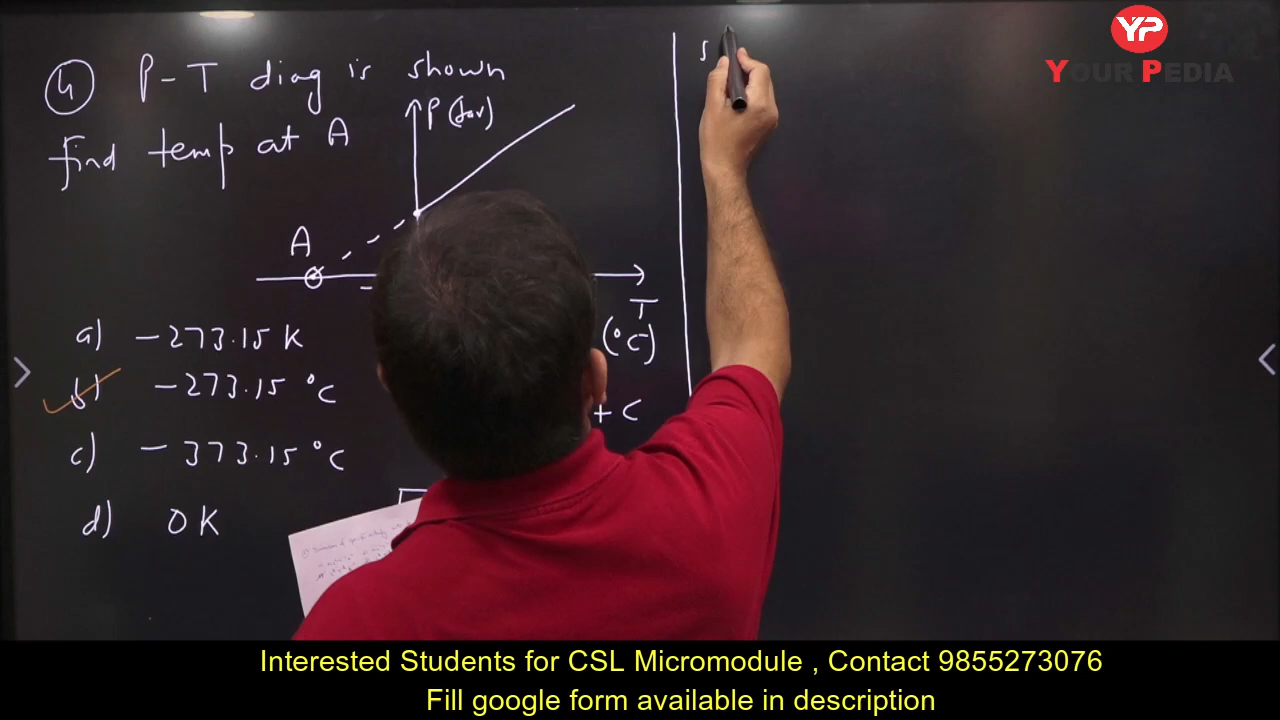 YP
YOUR PEDIA
4 P-T diag is shown
find temp at A
P (bar)
A
T
(°C)
a) -273.15 K
b) -273.15 °C
+ C
c) -373.15 °C
d) 0 K
5
Interested Students for CSL Micromodule , Contact 9855273076
Fill google form available in description